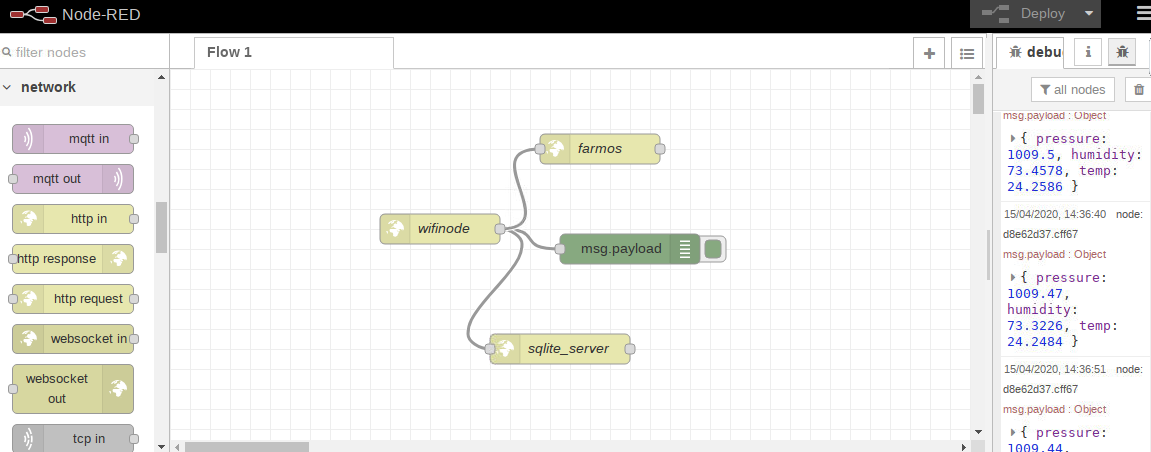 Node-RED
Deploy
filter nodes
Flow 1
debu
i
network
all nodes
mqtt in
mqtt out
http in
http response
http request
websocket in
websocket
out
tcp in
farmos
wifinode
msg.payload
sqlite_server
msg.payload : Object
{ pressure:
1009.5, humidity:
73.4578, temp:
24.2586 }
15/04/2020, 14:36:40 node:
d8e62d37.cff67
msg.payload : Object
{ pressure:
1009.47,
humidity:
73.3226, temp:
24.2484 }
15/04/2020, 14:36:51 node:
d8e62d37.cff67
msg.payload : Object
{ pressure:
1009.44,